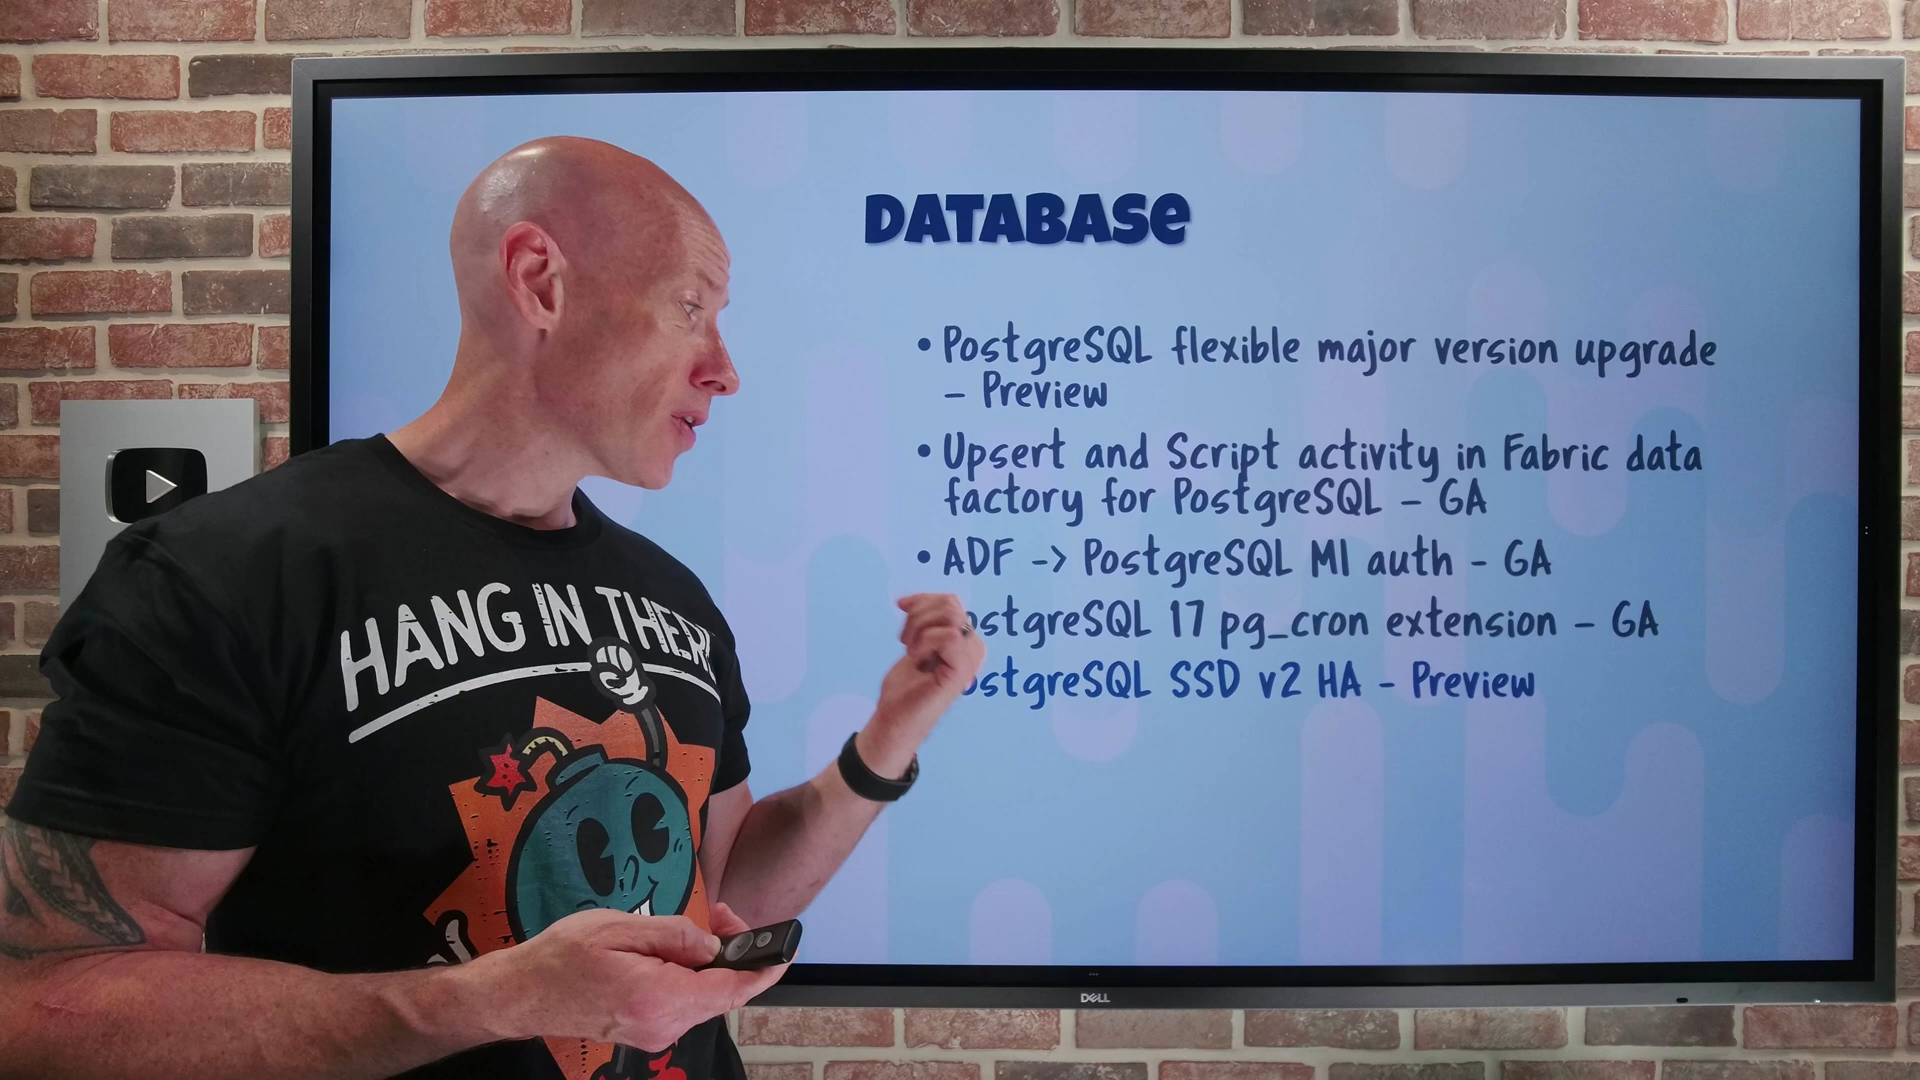 DATABASE
• PostgreSQL flexible major version upgrade
– Preview
• Upsert and Script activity in Fabric data
factory for PostgreSQL – GA
• ADF -> PostgreSQL MI auth - GA
ostgreSQL 17 pg_cron extension – GA
ostgreSQL SSD v2 HA - Preview
HANG IN THER
DELL